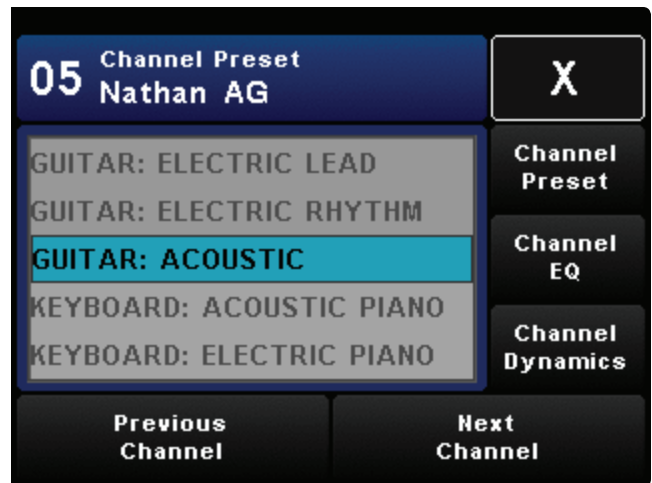 05
Channel Preset
Nathan AG
X
GUITAR: ELECTRIC LEAD
GUITAR: ELECTRIC RHYTHM
GUITAR: ACOUSTIC
KEYBOARD: ACOUSTIC PIANO
KEYBOARD: ELECTRIC PIANO
Channel
Preset
Channel
EQ
Channel
Dynamics
Previous
Channel
Next
Channel